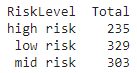 RiskLevel Total
high risk 235
low risk 329
mid risk 303